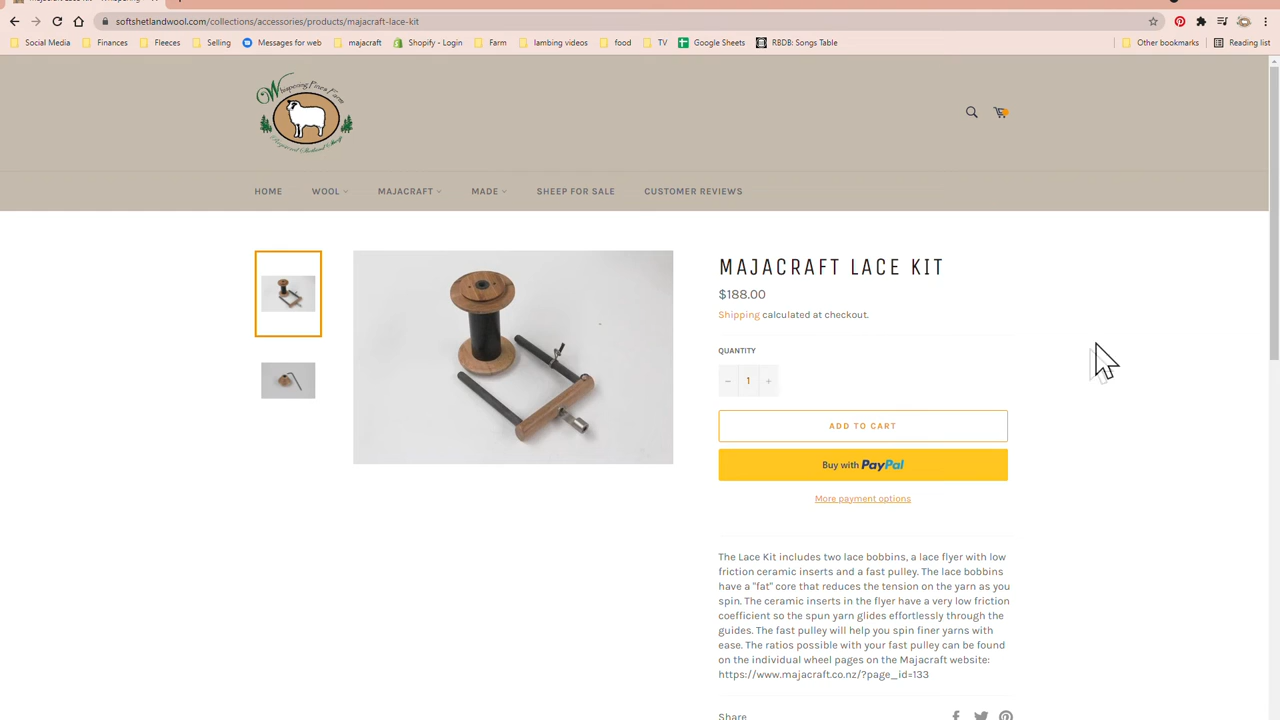 softshetlandwool.com/collections/accessories/products/majacraft-lace-kit
Social Media Finances Fleeces Selling Messages for web majacraft Shopify - Login Farm lambing videos food TV Google Sheets RBDB: Songs Table Other bookmarks Reading list
Whispering Pines Farm
HOME WOOL MAJACRAFT MADE SHEEP FOR SALE CUSTOMER REVIEWS
MAJACRAFT LACE KIT
$188.00
Shipping calculated at checkout.
QUANTITY
− 1 +
ADD TO CART
Buy with PayPal
More payment options
The Lace Kit includes two lace bobbins, a lace flyer with low
friction ceramic inserts and a fast pulley. The lace bobbins
have a "fat" core that reduces the tension on the yarn as you
spin. The ceramic inserts in the flyer have a very low friction
coefficient so the spun yarn glides effortlessly through the
guides. The fast pulley will help you spin finer yarns with
ease. The ratios possible with your fast pulley can be found
on the individual wheel pages on the Majacraft website:
https://www.majacraft.co.nz/?page_id=133
Share